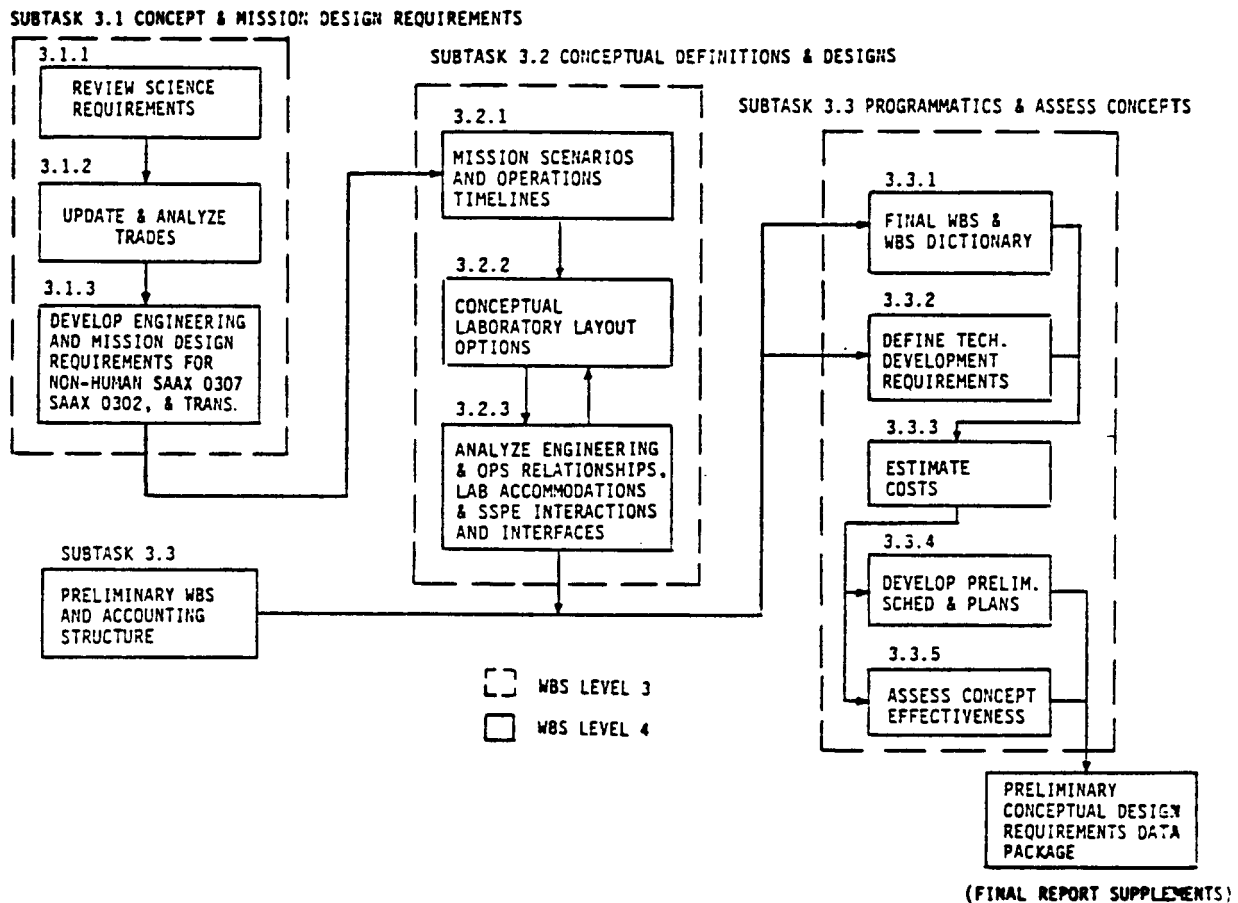 SUBTASK 3.1 CONCEPT & MISSION DESIGN REQUIREMENTS
3.1.1
REVIEW SCIENCE
REQUIREMENTS
3.1.2
UPDATE & ANALYZE
TRADES
3.1.3
DEVELOP ENGINEERING
AND MISSION DESIGN
REQUIREMENTS FOR
NON-HUMAN SAAX 0307
SAAX 0302, & TRANS.
SUBTASK 3.3
PRELIMINARY WBS
AND ACCOUNTING
STRUCTURE
SUBTASK 3.2 CONCEPTUAL DEFINITIONS & DESIGNS
3.2.1
MISSION SCENARIOS
AND OPERATIONS
TIMELINES
3.2.2
CONCEPTUAL
LABORATORY LAYOUT
OPTIONS
3.2.3
ANALYZE ENGINEERING
& OPS RELATIONSHIPS,
LAB ACCOMMODATIONS
& SSPE INTERACTIONS
AND INTERFACES
WBS LEVEL 3
WBS LEVEL 4
SUBTASK 3.3 PROGRAMMATICS & ASSESS CONCEPTS
3.3.1
FINAL WBS &
WBS DICTIONARY
3.3.2
DEFINE TECH.
DEVELOPMENT
REQUIREMENTS
3.3.3
ESTIMATE
COSTS
3.3.4
DEVELOP PRELIM.
SCHED & PLANS
3.3.5
ASSESS CONCEPT
EFFECTIVENESS
PRELIMINARY
CONCEPTUAL DESIGN
REQUIREMENTS DATA
PACKAGE
(FINAL REPORT SUPPLEMENTS)